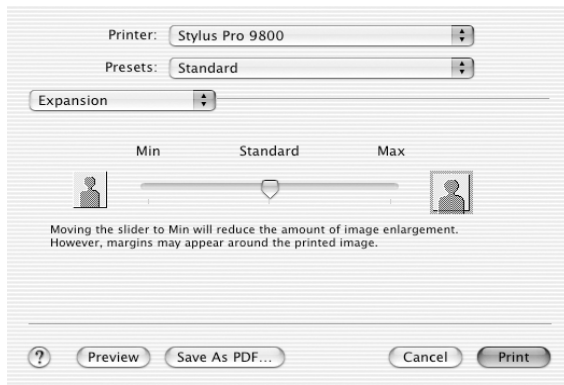 Printer: Stylus Pro 9800
Presets: Standard
Expansion
Min Standard Max
Moving the slider to Min will reduce the amount of image enlargement.
However, margins may appear around the printed image.
? Preview Save As PDF... Cancel Print